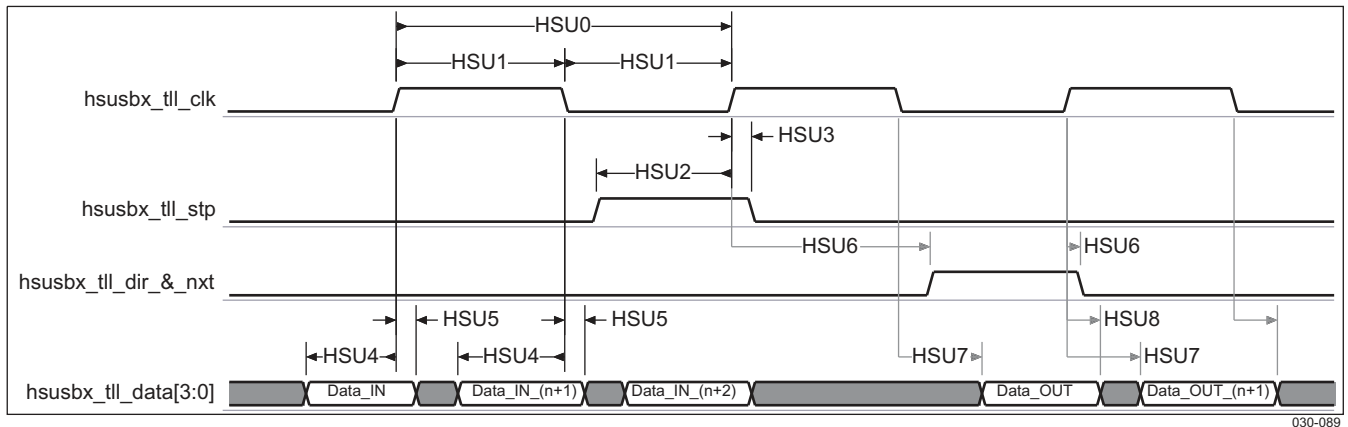 HSU0
HSU1 HSU1
hsusbx_tll_clk
HSU3
HSU2
hsusbx_tll_stp
HSU6 HSU6
hsusbx_tll_dir_&_nxt
HSU5 HSU5 HSU8
HSU4 HSU4 HSU7 HSU7
hsusbx_tll_data[3:0] Data_IN Data_IN_(n+1) Data_IN_(n+2) Data_OUT Data_OUT_(n+1)
030-089